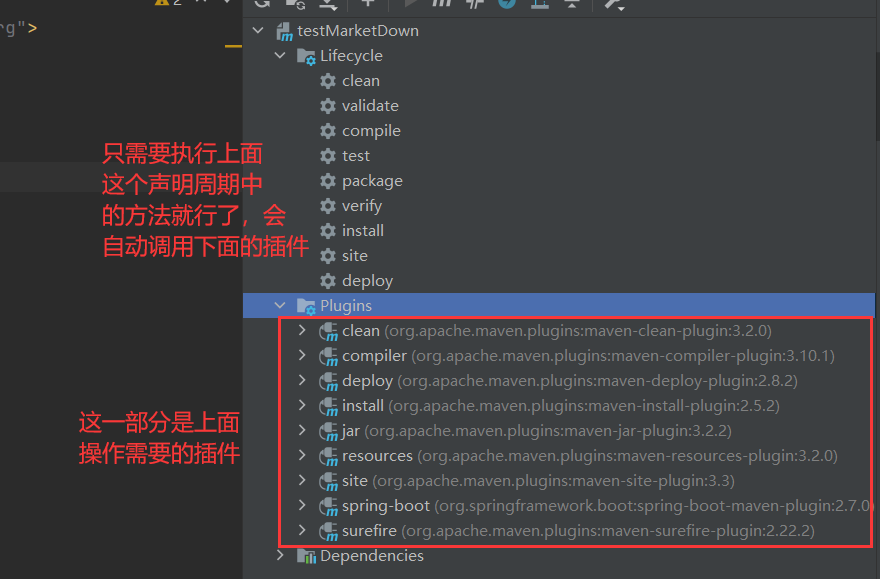 2
ng">
testMarketDown
Lifecycle
clean
validate
compile
test
package
verify
install
site
deploy
只需要执行上面
这个声明周期中
的方法就行了，会
自动调用下面的插件
Plugins
clean (org.apache.maven.plugins:maven-clean-plugin:3.2.0)
compiler (org.apache.maven.plugins:maven-compiler-plugin:3.10.1)
deploy (org.apache.maven.plugins:maven-deploy-plugin:2.8.2)
install (org.apache.maven.plugins:maven-install-plugin:2.5.2)
jar (org.apache.maven.plugins:maven-jar-plugin:3.2.2)
resources (org.apache.maven.plugins:maven-resources-plugin:3.2.0)
site (org.apache.maven.plugins:maven-site-plugin:3.3)
spring-boot (org.springframework.boot:spring-boot-maven-plugin:2.7.0)
surefire (org.apache.maven.plugins:maven-surefire-plugin:2.22.2)
这一部分是上面
操作需要的插件
Dependencies